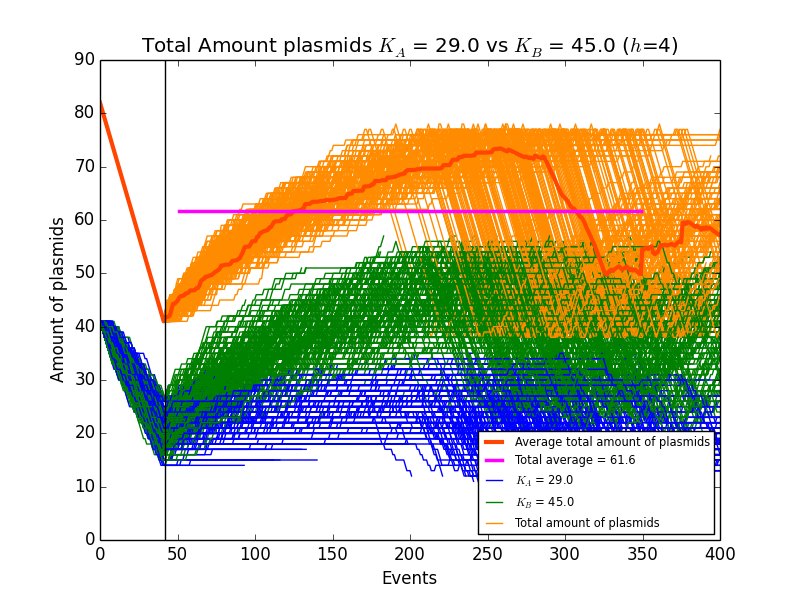 Total Amount plasmids K_A = 29.0 vs K_B = 45.0 (h=4)
90
80
70
60
50
40
30
20
10
0
Amount of plasmids
Average total amount of plasmids
Total average = 61.6
K_A = 29.0
K_B = 45.0
Total amount of plasmids
0 50 100 150 200 250 300 350 400
Events